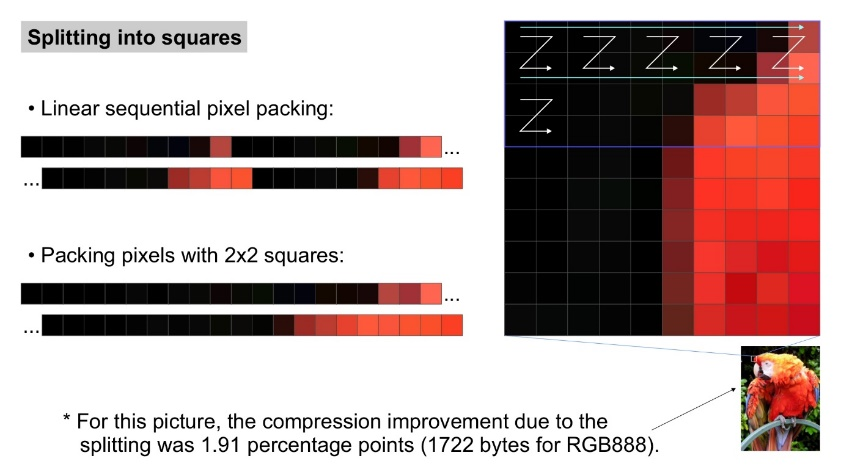 Splitting into squares
• Linear sequential pixel packing:
...
...
• Packing pixels with 2x2 squares:
...
...
* For this picture, the compression improvement due to the
splitting was 1.91 percentage points (1722 bytes for RGB888).